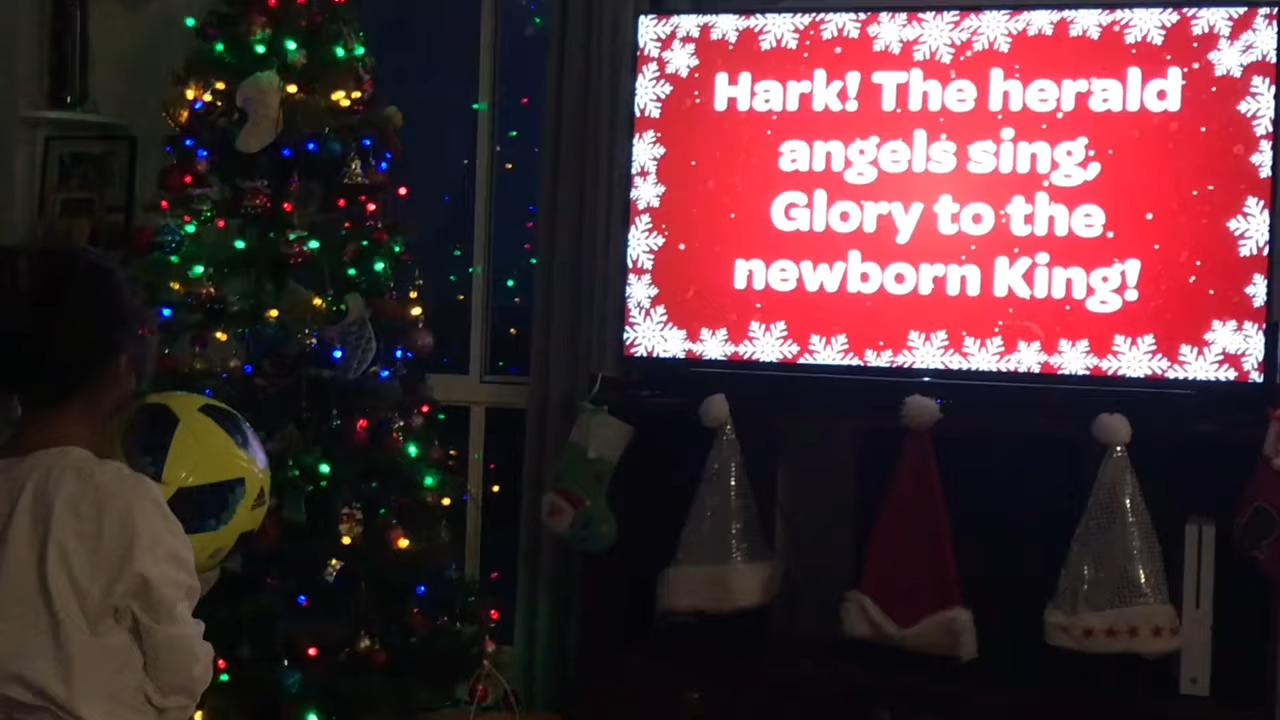 Hark! The herald
angels sing,
Glory to the
newborn King!